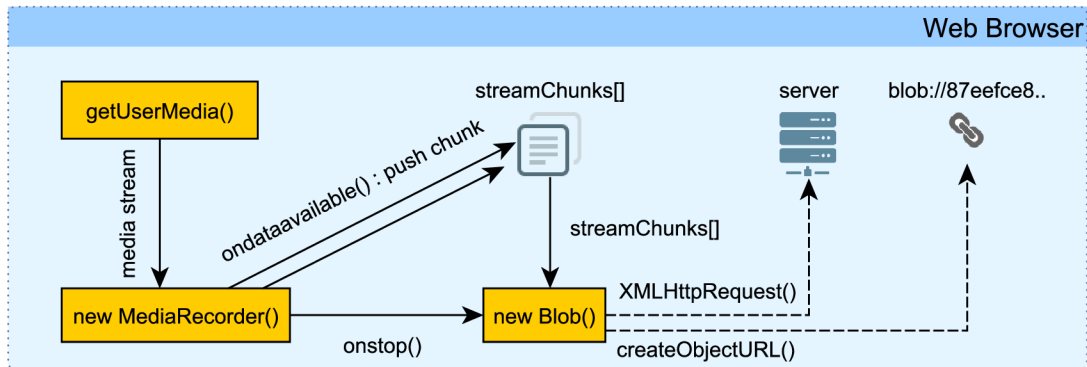 Web Browser
getUserMedia()
streamChunks[]
server
blob://87eefce8..
media stream
ondataavailable() : push chunk
streamChunks[]
new MediaRecorder()
onstop()
new Blob()
XMLHttpRequest()
createObjectURL()